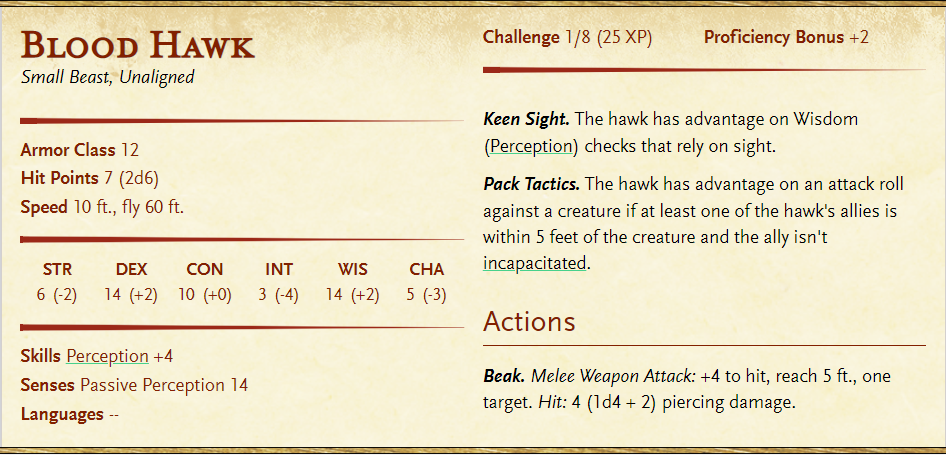 Blood Hawk
Small Beast, Unaligned
Armor Class 12
Hit Points 7 (2d6)
Speed 10 ft., fly 60 ft.
STR DEX CON INT WIS CHA
6 (-2) 14 (+2) 10 (+0) 3 (-4) 14 (+2) 5 (-3)
Skills Perception +4
Senses Passive Perception 14
Languages --
Challenge 1/8 (25 XP) Proficiency Bonus +2
Keen Sight. The hawk has advantage on Wisdom
(Perception) checks that rely on sight.
Pack Tactics. The hawk has advantage on an attack roll
against a creature if at least one of the hawk's allies is
within 5 feet of the creature and the ally isn't
incapacitated.
Actions
Beak. Melee Weapon Attack: +4 to hit, reach 5 ft., one
target. Hit: 4 (1d4 + 2) piercing damage.